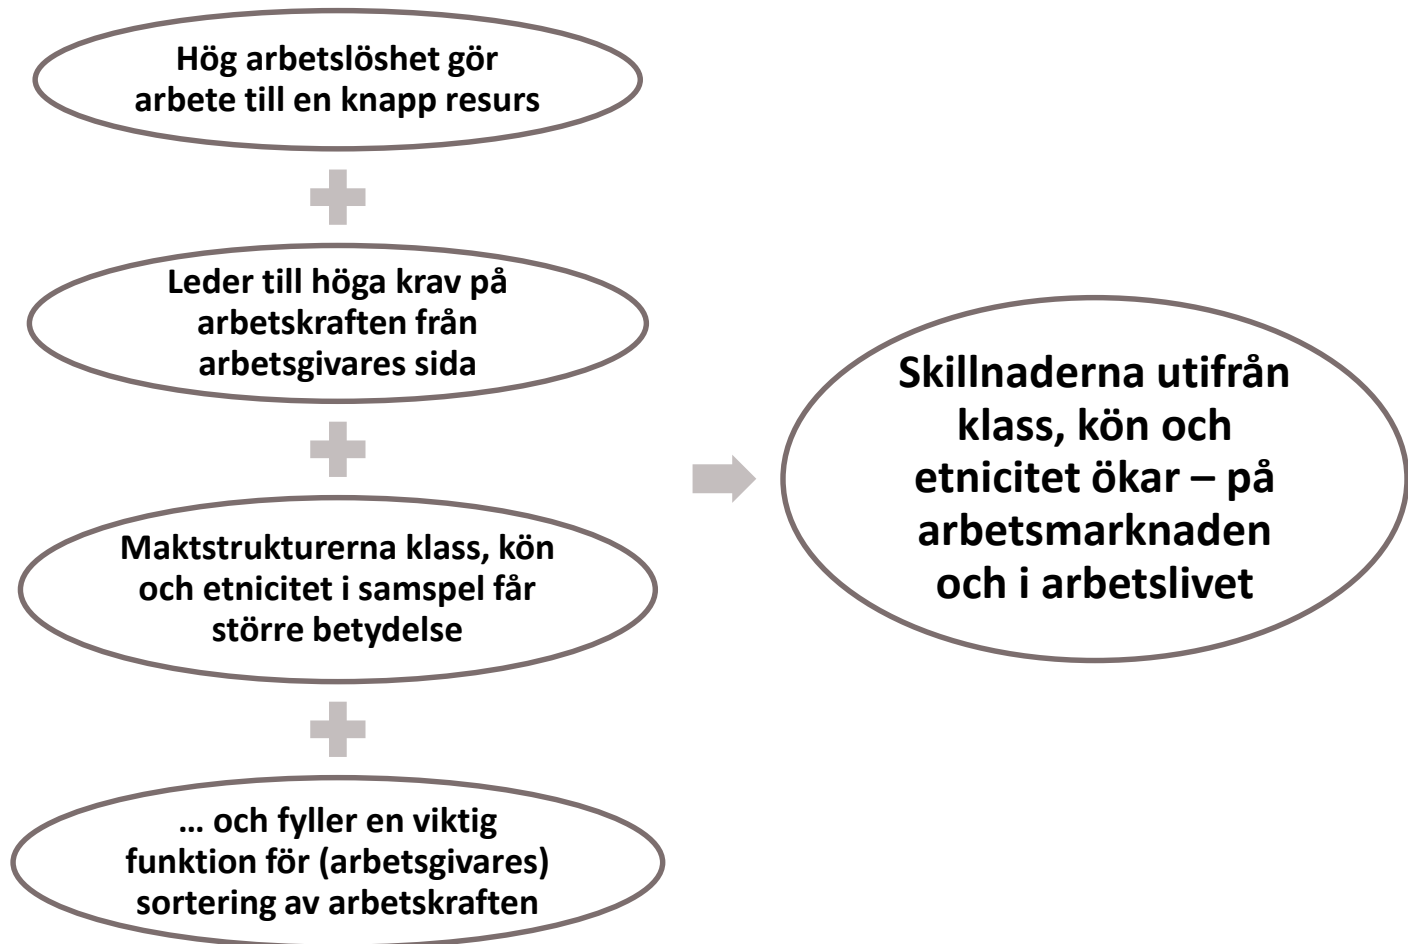 Hög arbetslöshet gör
arbete till en knapp resurs
Leder till höga krav på
arbetskraften från
arbetsgivares sida
Maktstrukturerna klass, kön
och etnicitet i samspel får
större betydelse
... och fyller en viktig
funktion för (arbetsgivares)
sortering av arbetskraften
Skillnaderna utifrån
klass, kön och
etnicitet ökar – på
arbetsmarknaden
och i arbetslivet